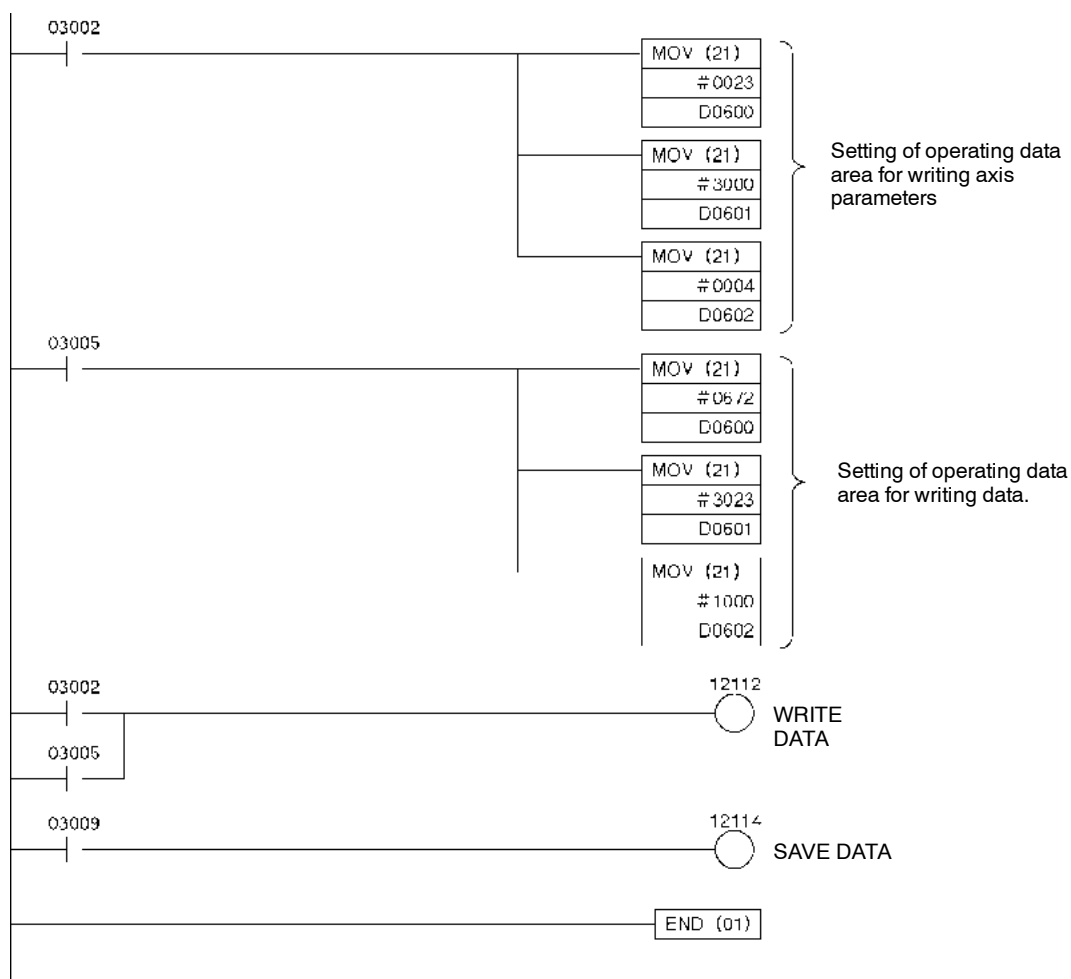 03002
MOV (21)
#0023
D0600
MOV (21)
#3000
D0601
MOV (21)
#0004
D0602
Setting of operating data
area for writing axis
parameters
03005
MOV (21)
#0672
D0600
MOV (21)
#3023
D0601
MOV (21)
#1000
D0602
Setting of operating data
area for writing data.
03002
12112
WRITE
DATA
03005
03009
12114
SAVE DATA
END (01)